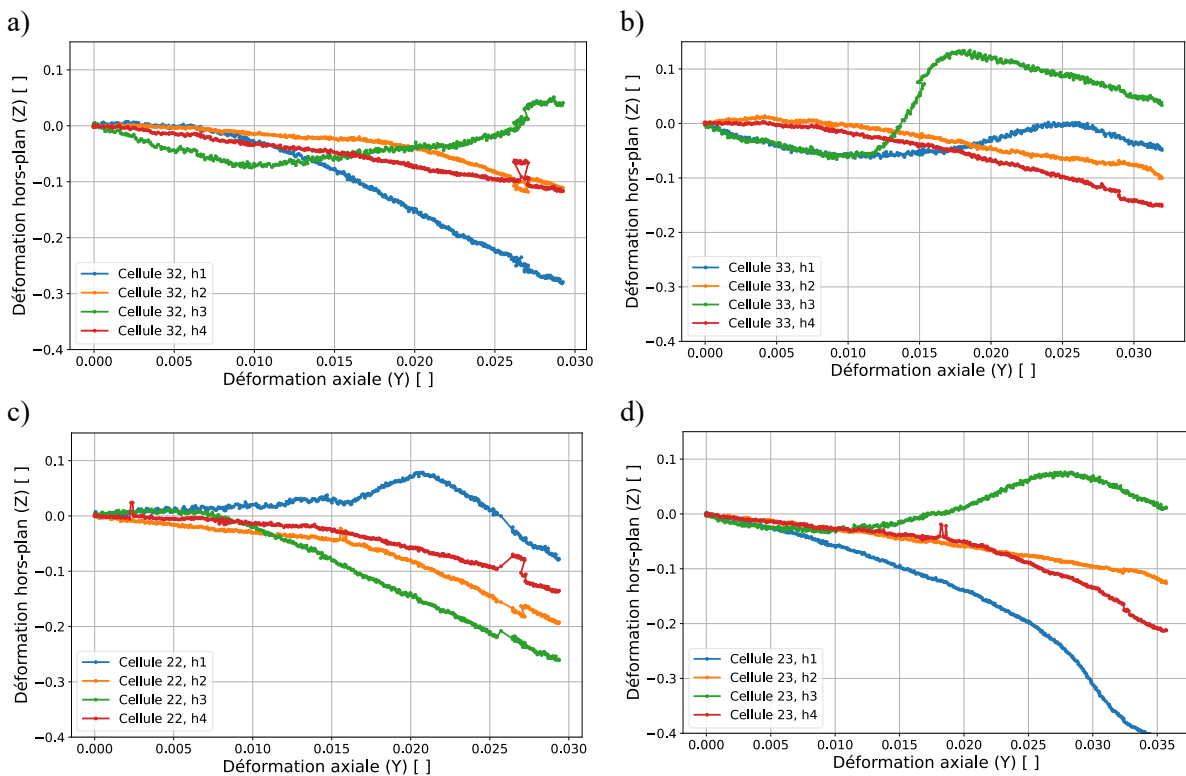 a)
0.1
0.0
−0.1
−0.2
−0.3
−0.4
Déformation hors-plan (Z) [ ]
Cellule 32, h1
Cellule 32, h2
Cellule 32, h3
Cellule 32, h4
0.000 0.005 0.010 0.015 0.020 0.025 0.030
Déformation axiale (Y) [ ]
b)
0.1
0.0
−0.1
−0.2
−0.3
−0.4
Déformation hors-plan (Z) [ ]
Cellule 33, h1
Cellule 33, h2
Cellule 33, h3
Cellule 33, h4
0.000 0.005 0.010 0.015 0.020 0.025 0.030
Déformation axiale (Y) [ ]
c)
0.1
0.0
−0.1
−0.2
−0.3
−0.4
Déformation hors-plan (Z) [ ]
Cellule 22, h1
Cellule 22, h2
Cellule 22, h3
Cellule 22, h4
0.000 0.005 0.010 0.015 0.020 0.025 0.030
Déformation axiale (Y) [ ]
d)
0.1
0.0
−0.1
−0.2
−0.3
−0.4
Déformation hors-plan (Z) [ ]
Cellule 23, h1
Cellule 23, h2
Cellule 23, h3
Cellule 23, h4
0.000 0.005 0.010 0.015 0.020 0.025 0.030 0.035
Déformation axiale (Y) [ ]